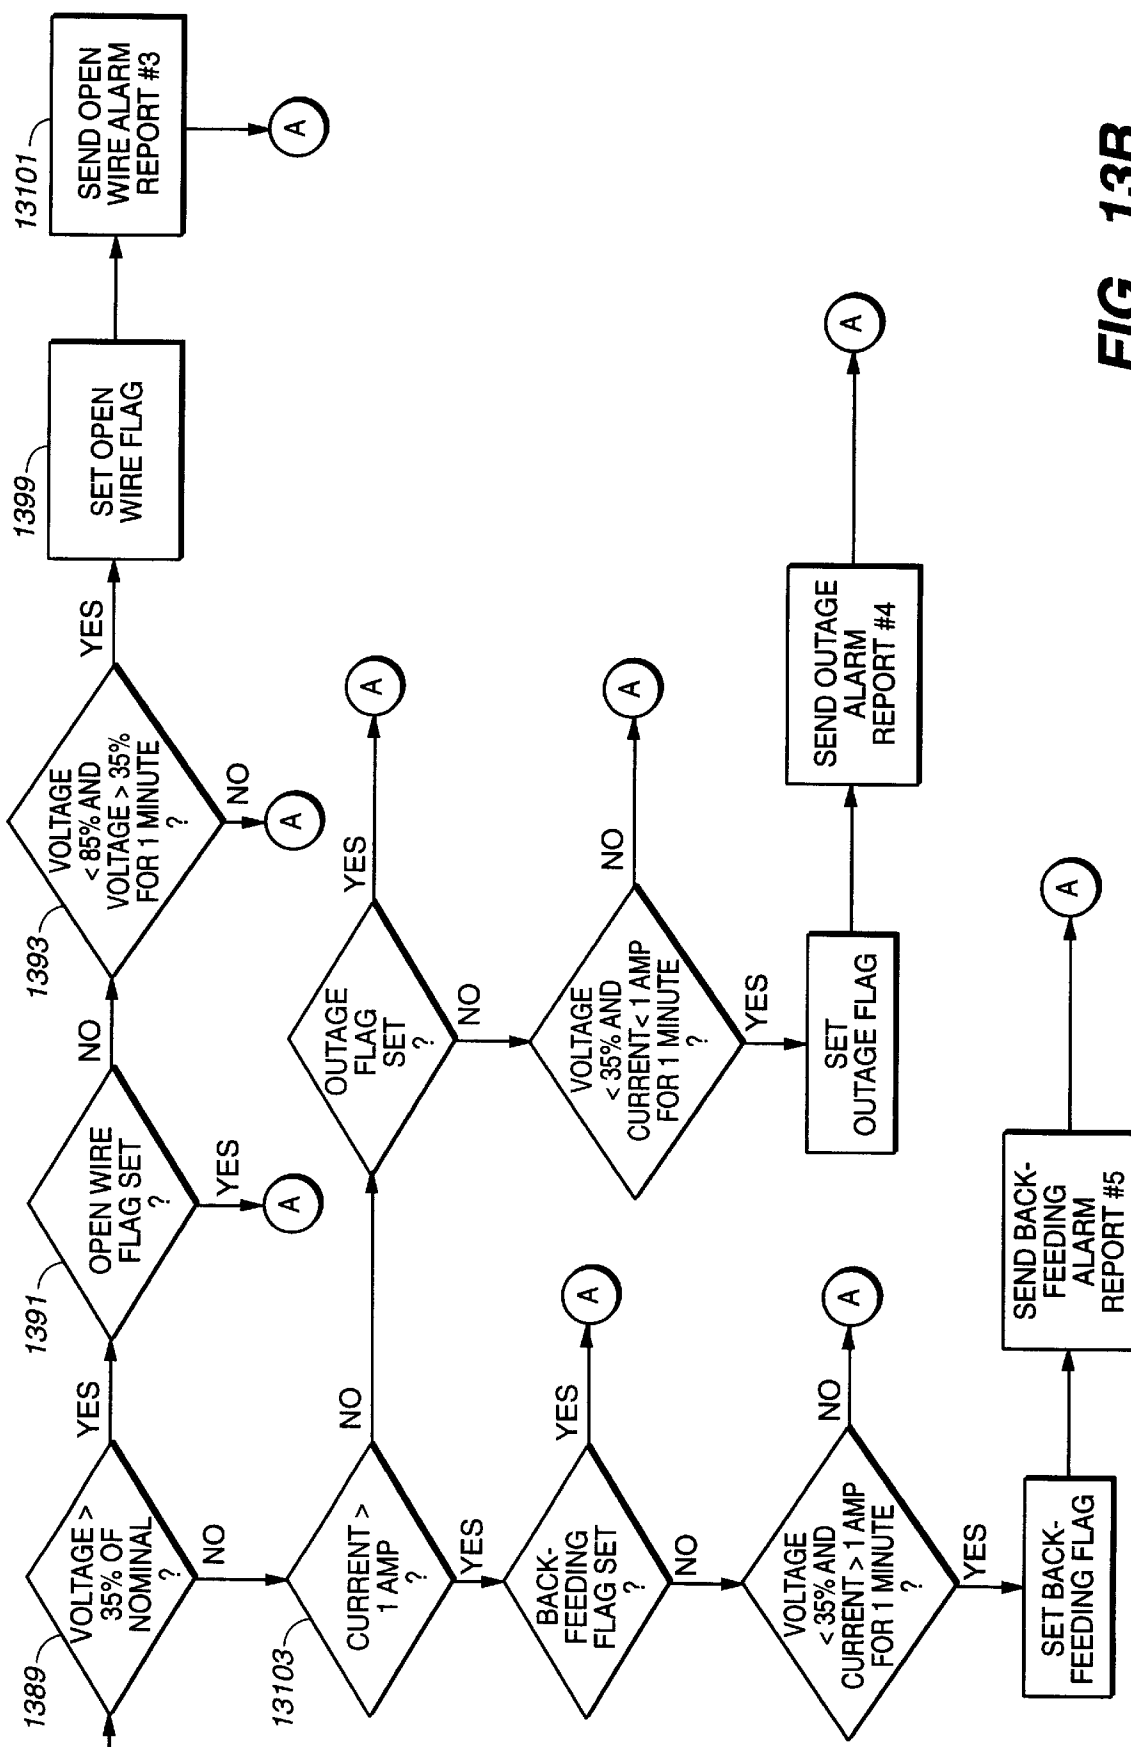 1389
VOLTAGE >
35% OF
NOMINAL
?
YES
NO
1391
OPEN WIRE
FLAG SET
?
NO
YES
A
1393
VOLTAGE
< 85% AND
VOLTAGE > 35%
FOR 1 MINUTE
?
YES
NO
A
1399
SET OPEN
WIRE FLAG
13101
SEND OPEN
WIRE ALARM
REPORT #3
A
13103
CURRENT >
1 AMP
?
NO
YES
OUTAGE
FLAG
SET
?
YES
A
NO
VOLTAGE
< 35% AND
CURRENT < 1 AMP
FOR 1 MINUTE
?
NO
A
YES
SET
OUTAGE FLAG
SEND OUTAGE
ALARM
REPORT #4
A
BACK-
FEEDING
FLAG SET
?
YES
A
NO
VOLTAGE
< 35% AND
CURRENT > 1 AMP
FOR 1 MINUTE
?
NO
A
YES
SET BACK-
FEEDING FLAG
SEND BACK-
FEEDING
ALARM
REPORT #5
A
FIG_13B